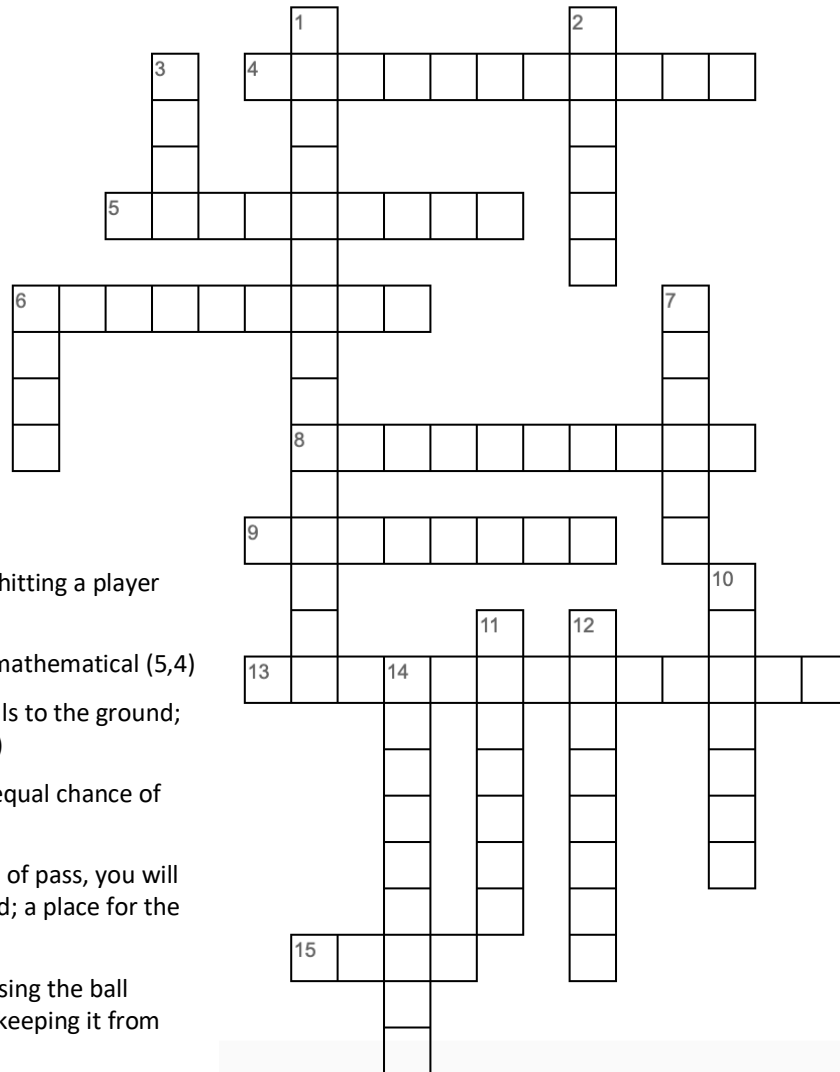 1
2
3
4
5
6
7
8
9
10
hitting a player
11
12
mathematical (5,4)
13
14
ls to the ground;
)
equal chance of
of pass, you will
d; a place for the
15
sing the ball
keeping it from